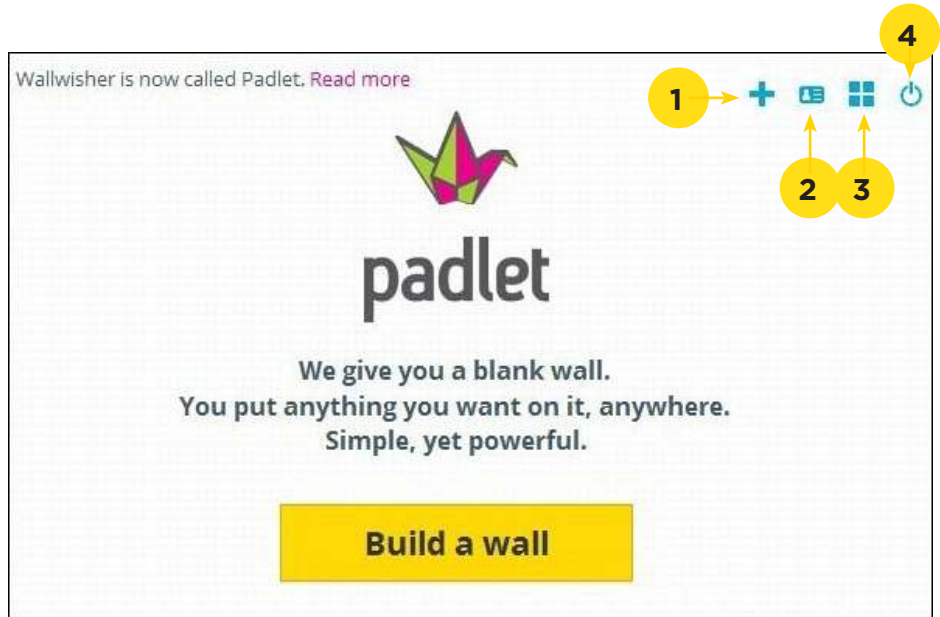 4
Wallwisher is now called Padlet. Read more
1
2
3
padlet
We give you a blank wall.
You put anything you want on it, anywhere.
Simple, yet powerful.
Build a wall